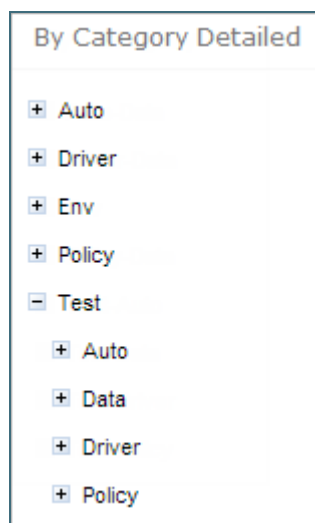 By Category Detailed
Auto
Driver
Env
Policy
Test
Auto
Data
Driver
Policy